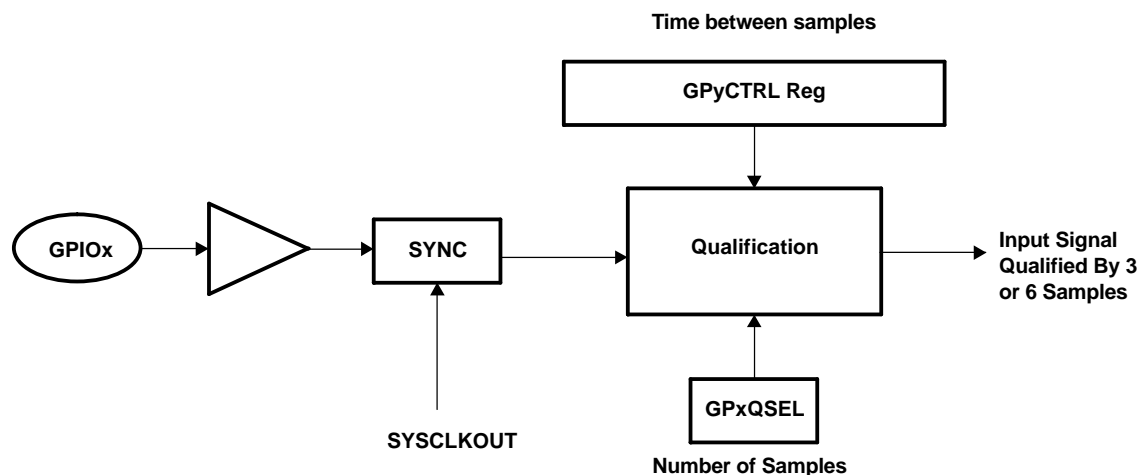 Time between samples
GPyCTRL Reg
GPIOx
SYNC
Qualification
Input Signal
Qualified By 3
or 6 Samples
GPxQSEL
SYSCLKOUT
Number of Samples